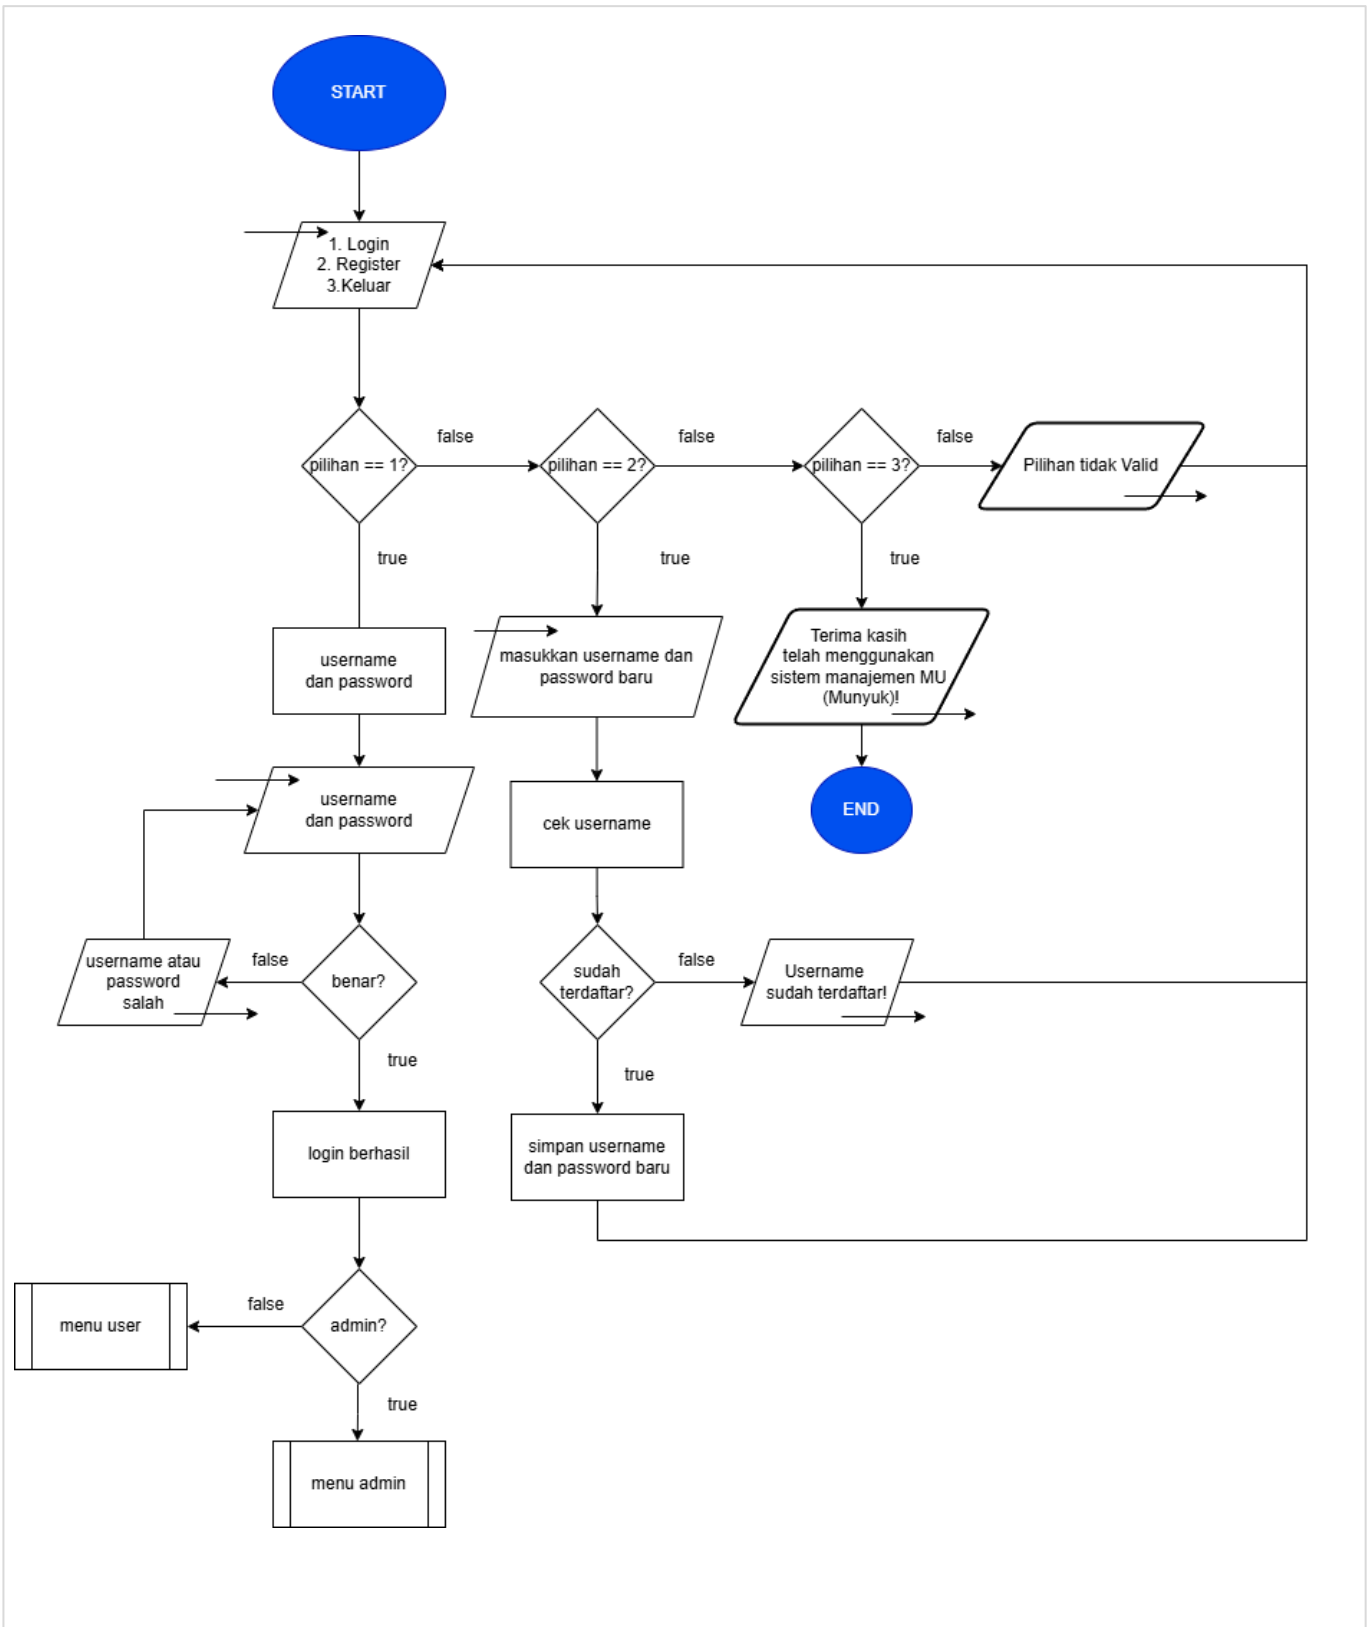 START
1. Login
2. Register
3.Keluar
pilihan == 1?
false
pilihan == 2?
false
pilihan == 3?
false
Pilihan tidak Valid
true
true
true
username
dan password
masukkan username dan
password baru
Terima kasih
telah menggunakan
sistem manajemen MU
(Munyuk)!
username
dan password
cek username
END
username atau
password
salah
false
benar?
sudah
terdaftar?
false
Username
sudah terdaftar!
true
true
login berhasil
simpan username
dan password baru
menu user
false
admin?
true
menu admin